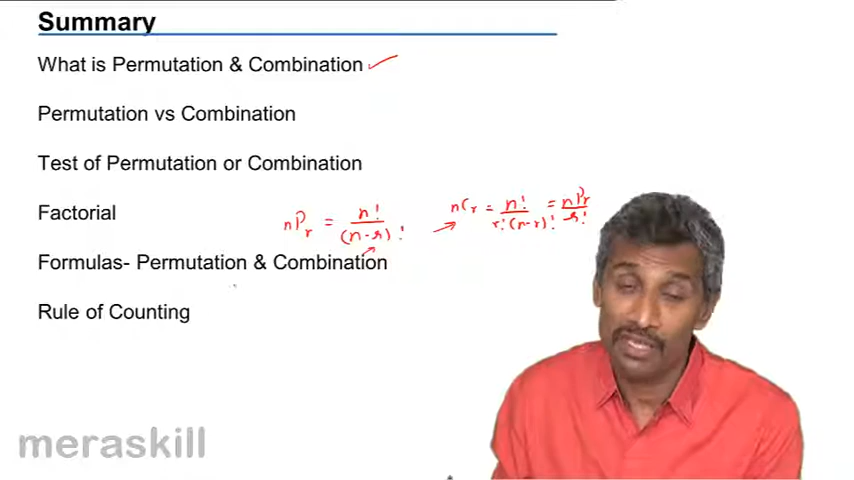 Summary
What is Permutation & Combination
Permutation vs Combination
Test of Permutation or Combination
Factorial
nPr = n! / (n-r)!
nCr = n! / r!(n-r)! = nPr / r!
Formulas- Permutation & Combination
Rule of Counting
meraskill